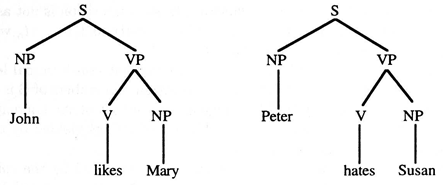 S S
NP VP NP VP
John V NP Peter V NP
likes Mary hates Susan